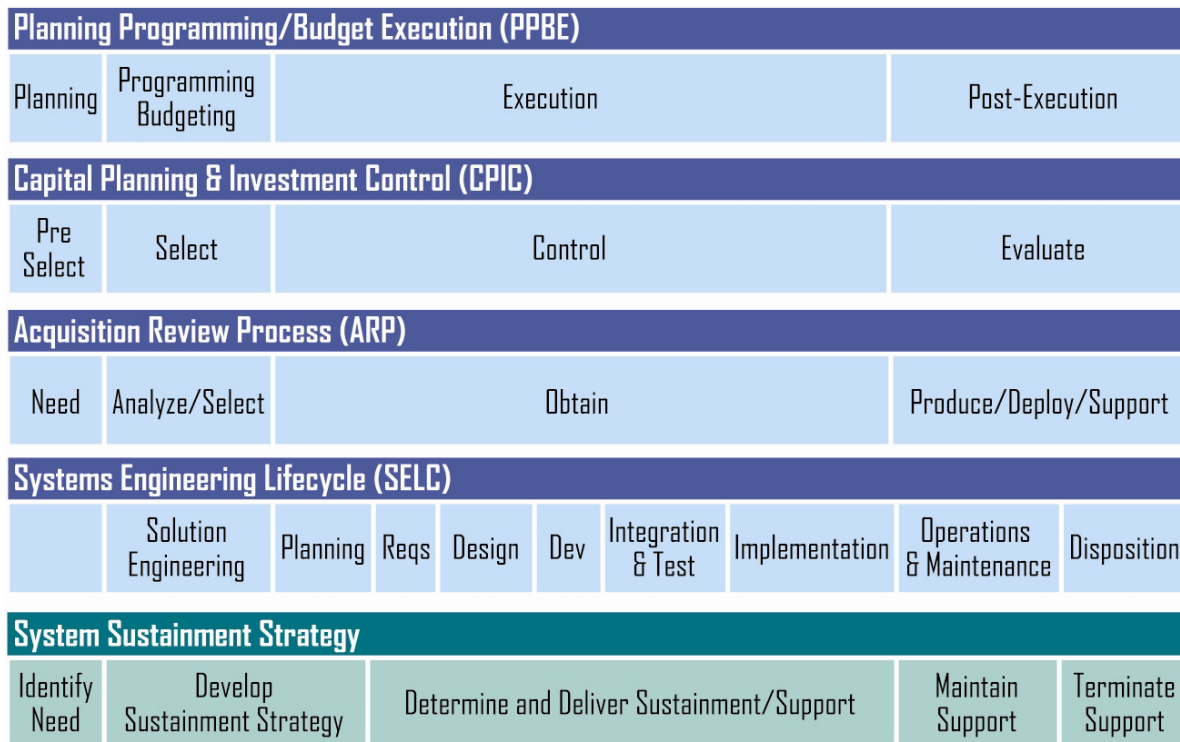 Planning Programming/Budget Execution (PPBE)
Planning
Programming
Budgeting
Execution
Post-Execution
Capital Planning & Investment Control (CPIC)
Pre
Select
Select
Control
Evaluate
Acquisition Review Process (ARP)
Need
Analyze/Select
Obtain
Produce/Deploy/Support
Systems Engineering Lifecycle (SELC)
Solution
Engineering
Planning
Reqs
Design
Dev
Integration
& Test
Implementation
Operations
& Maintenance
Disposition
System Sustainment Strategy
Identify
Need
Develop
Sustainment Strategy
Determine and Deliver Sustainment/Support
Maintain
Support
Terminate
Support